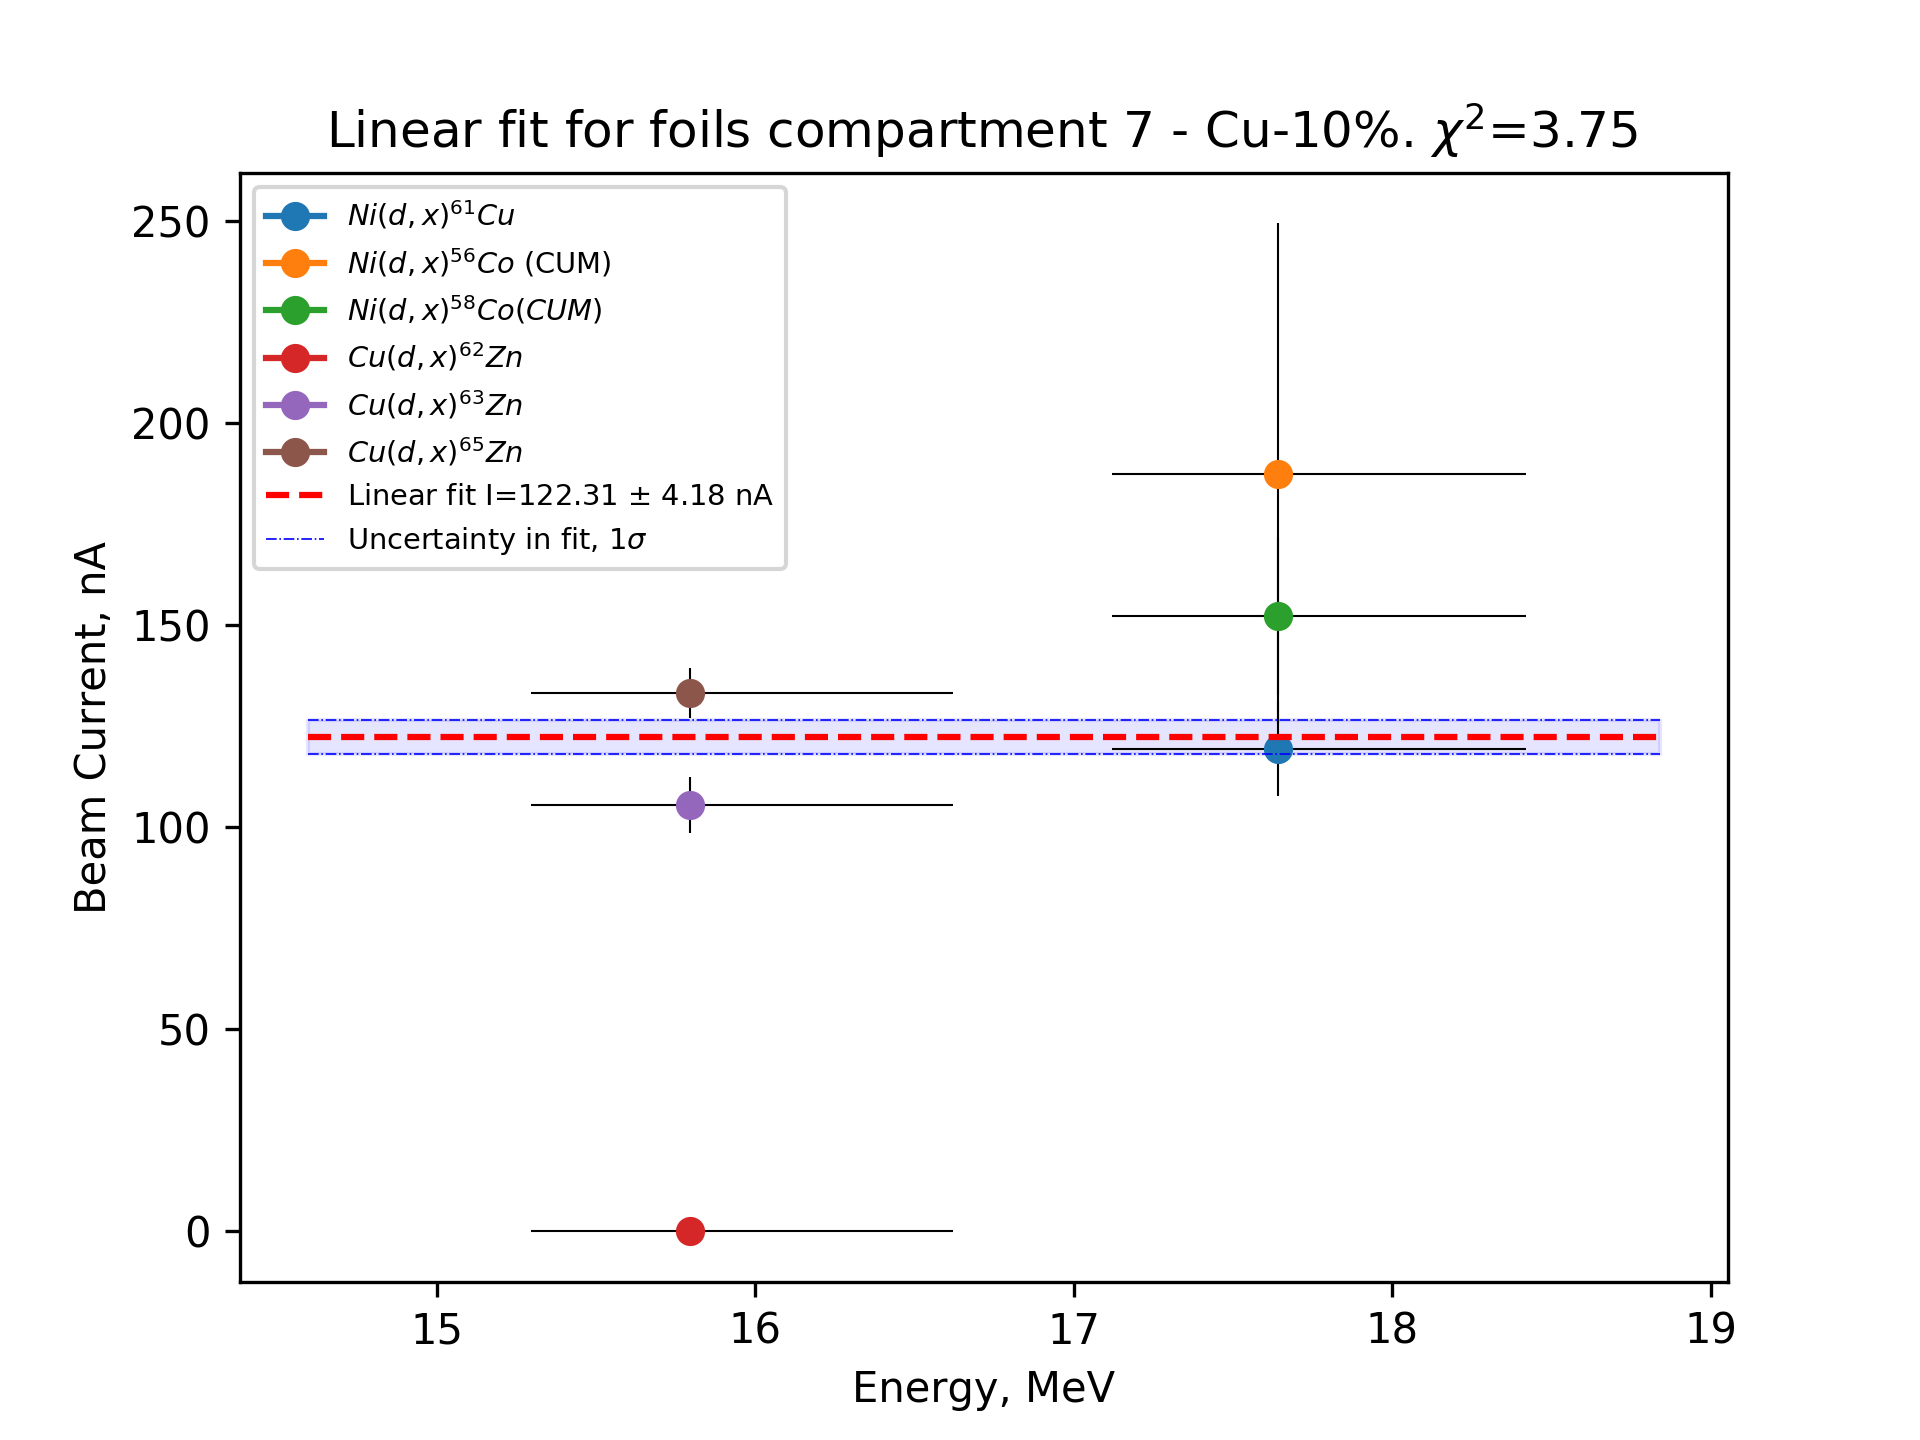 Linear fit for foils compartment 7 - Cu-10%. χ²=3.75
Ni(d, x)⁶¹Cu
Ni(d, x)⁵⁶Co (CUM)
Ni(d, x)⁵⁸Co(CUM)
Cu(d, x)⁶²Zn
Cu(d, x)⁶³Zn
Cu(d, x)⁶⁵Zn
Linear fit I=122.31 ± 4.18 nA
Uncertainty in fit, 1σ
250
200
150
100
50
0
Beam Current, nA
15 16 17 18 19
Energy, MeV